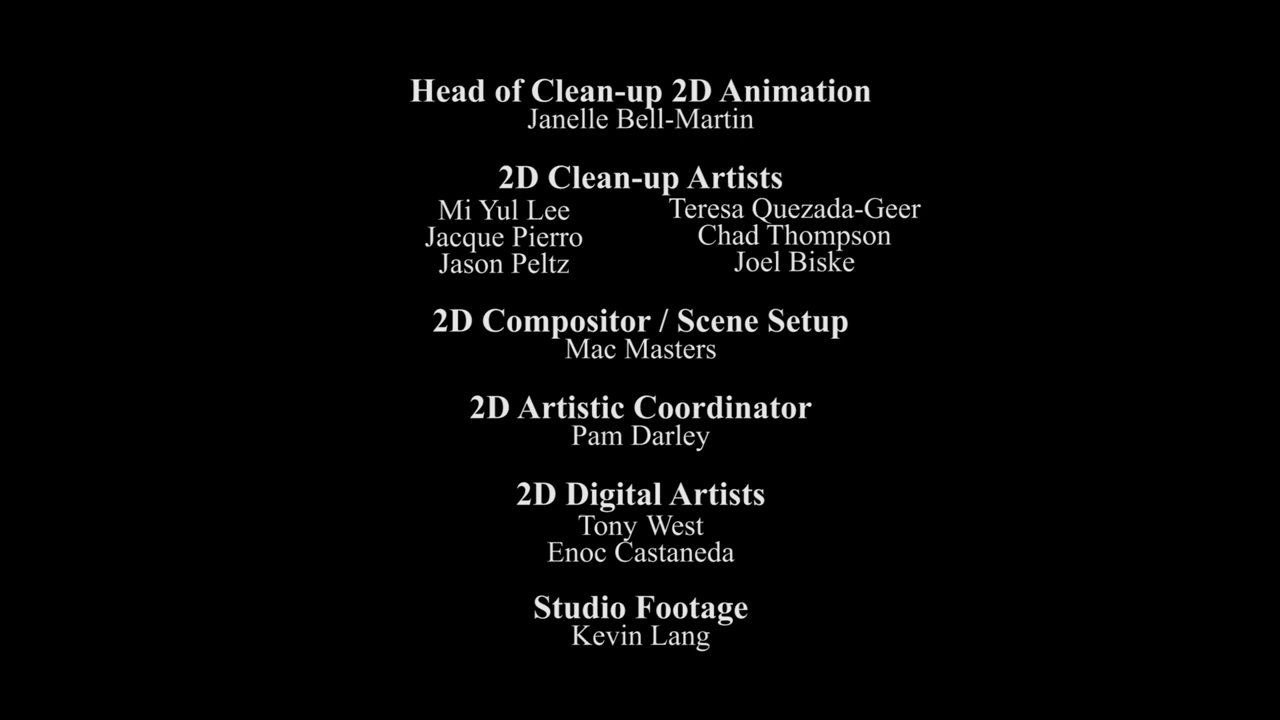 Head of Clean-up 2D Animation
Janelle Bell-Martin
2D Clean-up Artists
Mi Yul Lee Teresa Quezada-Geer
Jacque Pierro Chad Thompson
Jason Peltz Joel Biske
2D Compositor / Scene Setup
Mac Masters
2D Artistic Coordinator
Pam Darley
2D Digital Artists
Tony West
Enoc Castaneda
Studio Footage
Kevin Lang